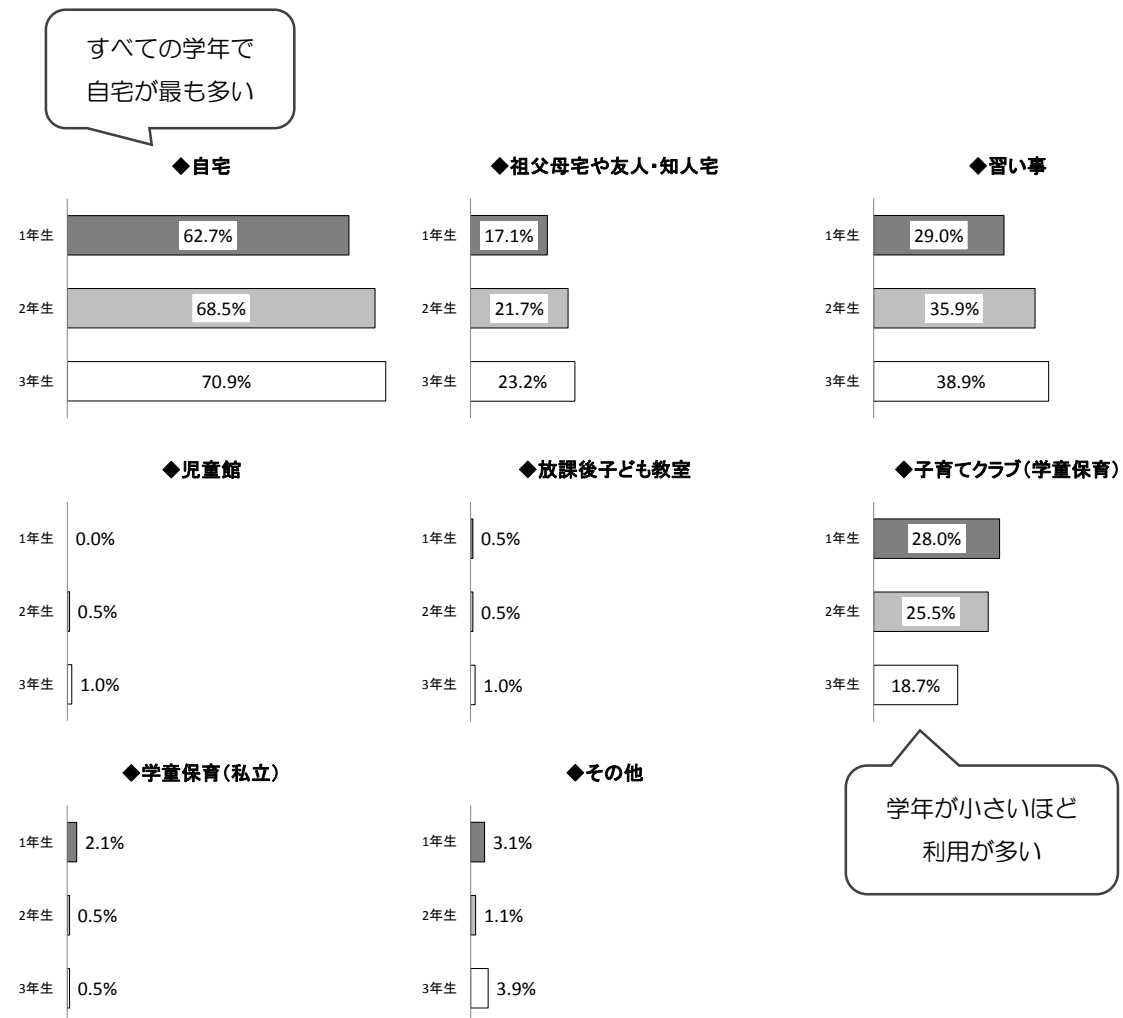 すべての学年で
自宅が最も多い
◆自宅
1年生 62.7%
2年生 68.5%
3年生 70.9%
◆祖父母宅や友人・知人宅
1年生 17.1%
2年生 21.7%
3年生 23.2%
◆習い事
1年生 29.0%
2年生 35.9%
3年生 38.9%
◆児童館
1年生 0.0%
2年生 0.5%
3年生 1.0%
◆放課後子ども教室
1年生 0.5%
2年生 0.5%
3年生 1.0%
◆子育てクラブ(学童保育)
1年生 28.0%
2年生 25.5%
3年生 18.7%
学年が小さいほど
利用が多い
◆学童保育(私立)
1年生 2.1%
2年生 0.5%
3年生 0.5%
◆その他
1年生 3.1%
2年生 1.1%
3年生 3.9%